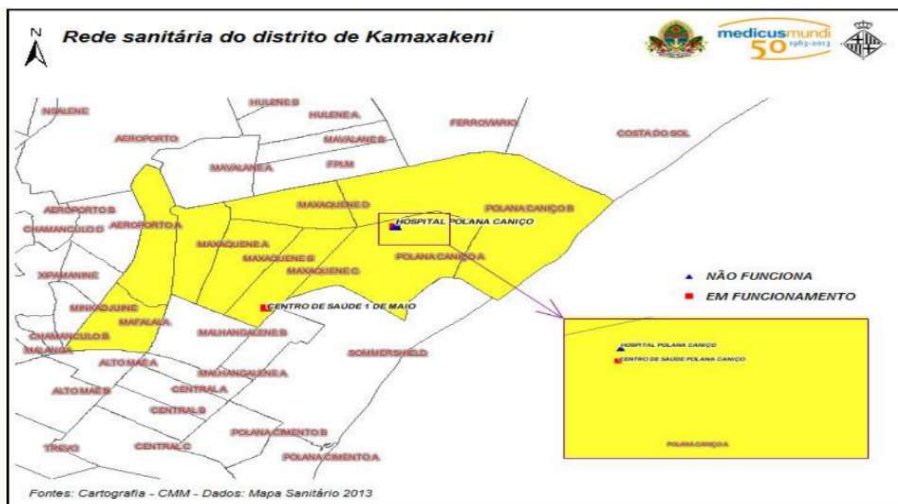 N
Rede sanitária do distrito de Kamaxakeni
medicusmundi
50 1963-2013
NSALENE
HULENE B
HULENE A
FERROVIARIO
COSTA DO SOL
AEROPORTO
MAVALANE B
MAVALANE A
FPLM
MAXAQUENE D
POLANA CANIÇO B
AEROPORTO B
AEROPORTO A
HOSPITAL POLANA CANIÇO
CHAMANCULO D
MAXAQUENE A
MAXAQUENE B
POLANA CANIÇO A
MAXAQUENE C
XIPAMANINE
NÃO FUNCIONA
EM FUNCIONAMENTO
MINKADJUINE
CENTRO DE SAÚDE 1 DE MAIO
MAFALALA
CHAMANCULO B
MALHANGALENE B
MALANGA
SOMMERSHIELD
HOSPITAL POLANA CANIÇO
CENTRO DE SAÚDE POLANA CANIÇO
ALTO MAÉ A
MALHANGALENE A
ALTO MAÉ B
CENTRAL A
CENTRAL B
POLANA CIMENTO B
TREVO
CENTRAL C
POLANA CANIÇO A
POLANA CIMENTO A
Fontes: Cartografia - CMM - Dados: Mapa Sanitário 2013